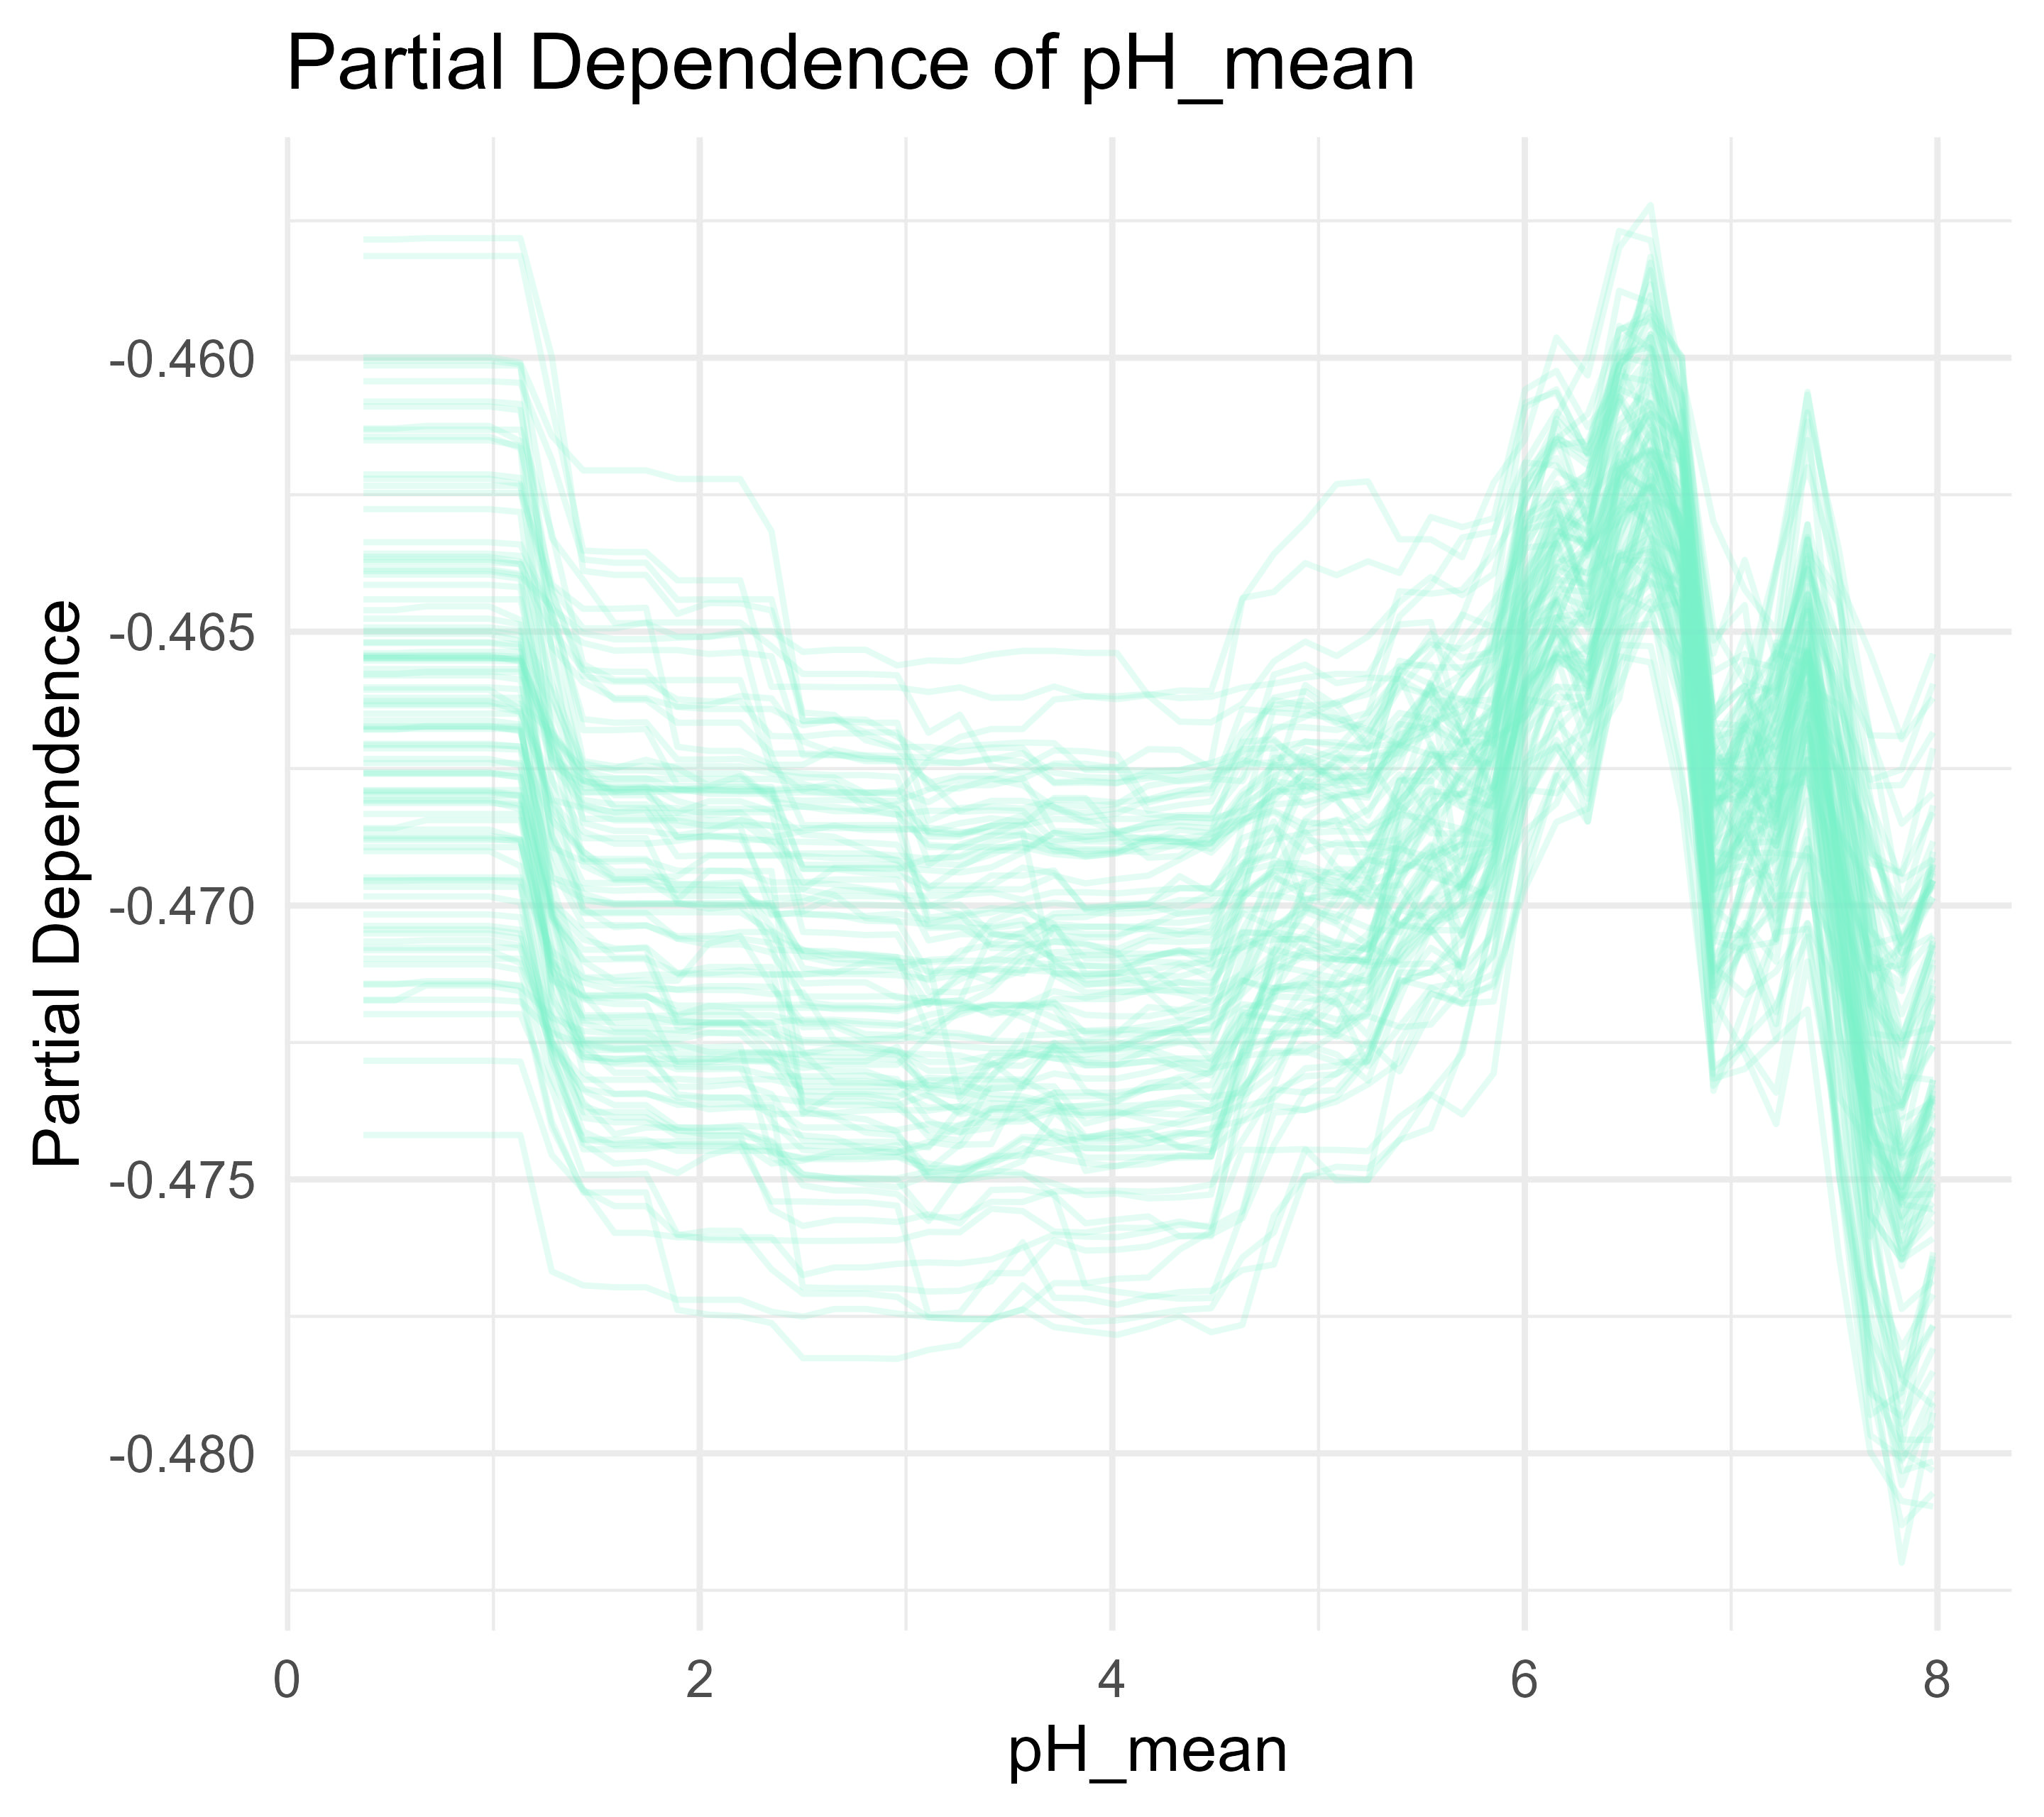 Partial Dependence of pH_mean
Partial Dependence
-0.460
-0.465
-0.470
-0.475
-0.480
0 2 4 6 8
pH_mean